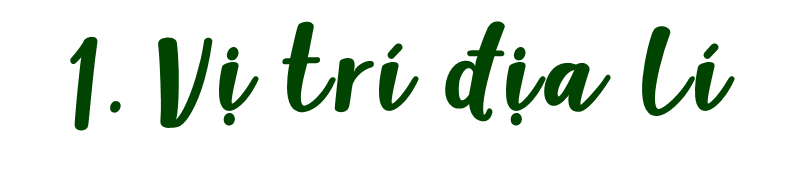 1. Vị trí địa lí